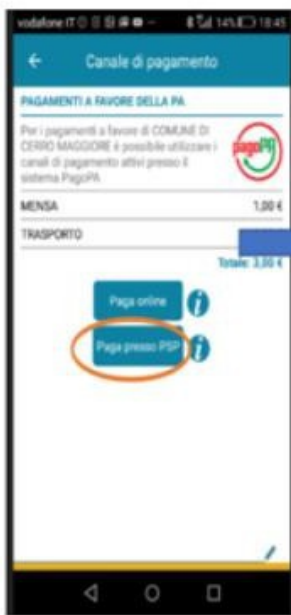 vodafone IT 14% 18:45
Canale di pagamento
PAGAMENTI A FAVORE DELLA PA
Per i pagamenti a favore di COMUNE DI
CERRO MAGGIORE è possibile utilizzare i
canali di pagamento attivi presso il
sistema PagoPA
pagoPA
MENSA 1,00 €
TRASPORTO
Totale: 3,00 €
Paga online i
Paga presso PSP i